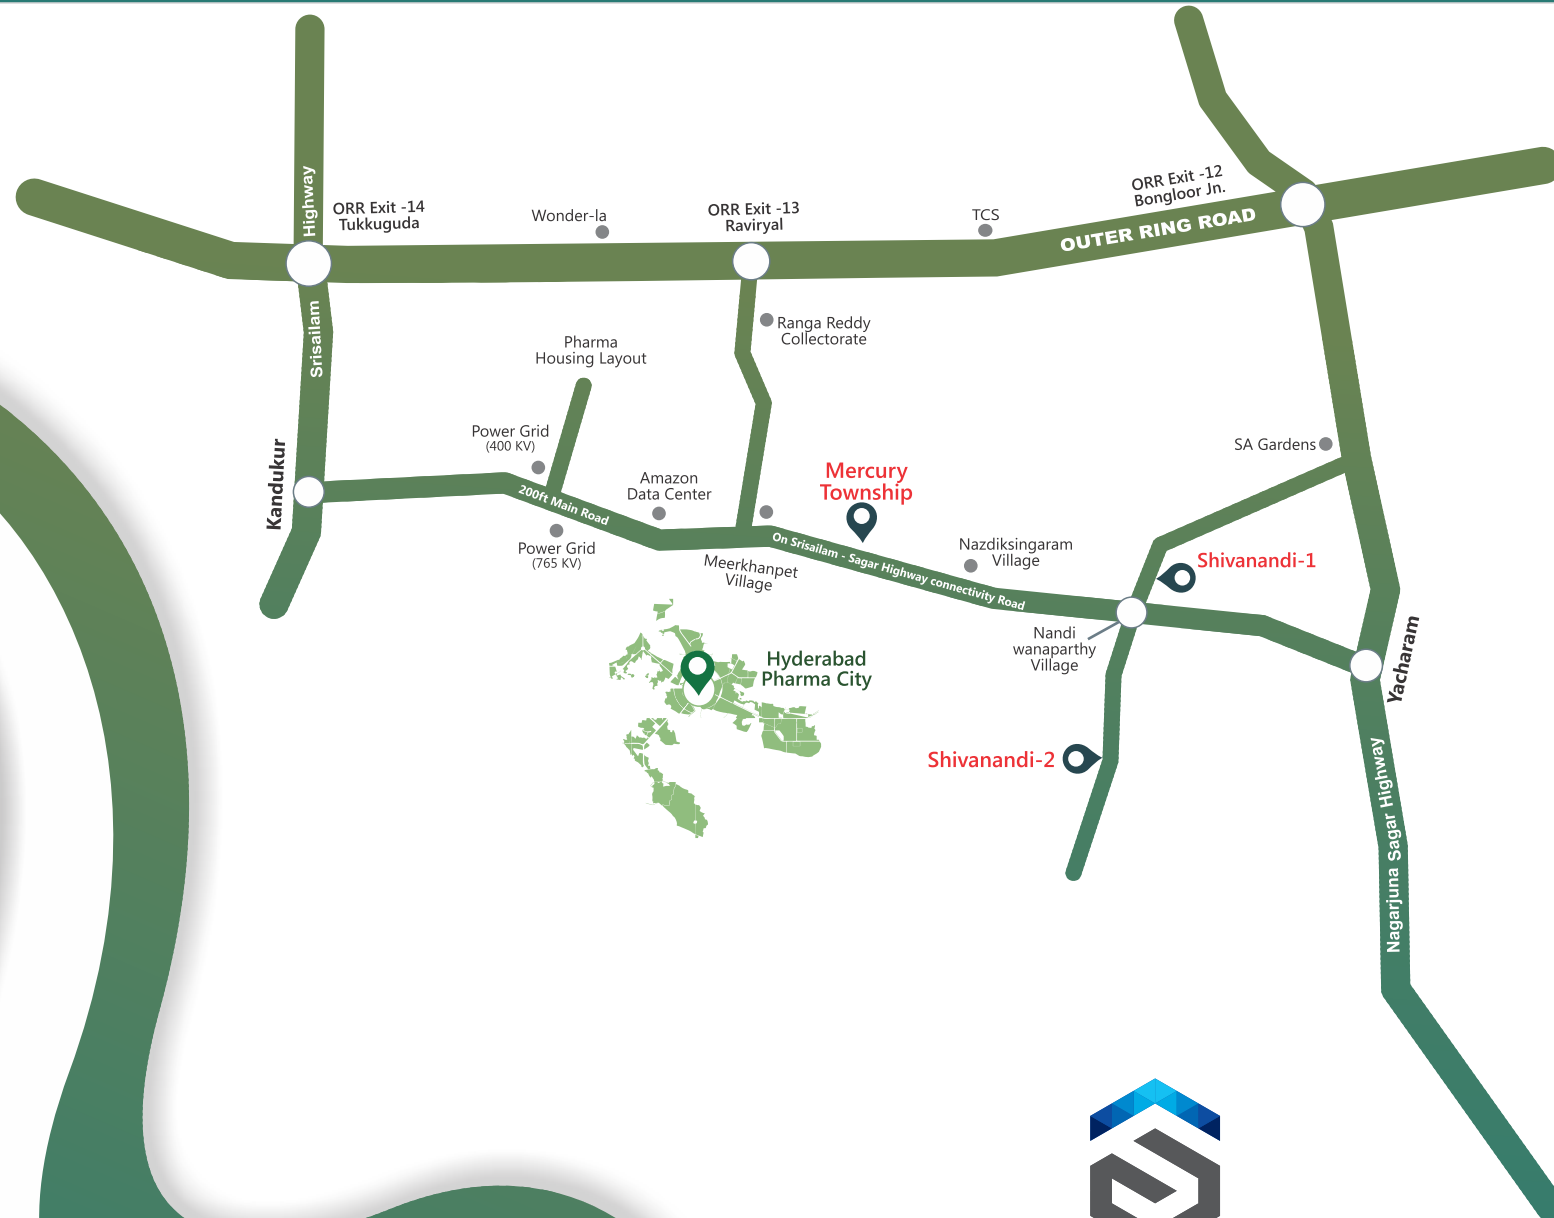 Highway
ORR Exit -14
Tukkuguda
Wonder-la
ORR Exit -13
Raviryal
TCS
ORR Exit -12
Bongloor Jn.
OUTER RING ROAD
Srisailam
Ranga Reddy
Collectorate
Pharma
Housing Layout
Kandukur
Power Grid
(400 KV)
SA Gardens
Amazon
Data Center
Mercury
Township
200ft Main Road
Power Grid
(765 KV)
Meerkhanpet
Village
On Srisailam - Sagar Highway connectivity Road
Nazdiksingaram
Village
Shivanandi-1
Nandi
wanaparthy
Village
Yacharam
Hyderabad
Pharma City
Shivanandi-2
Nagarjuna Sagar Highway